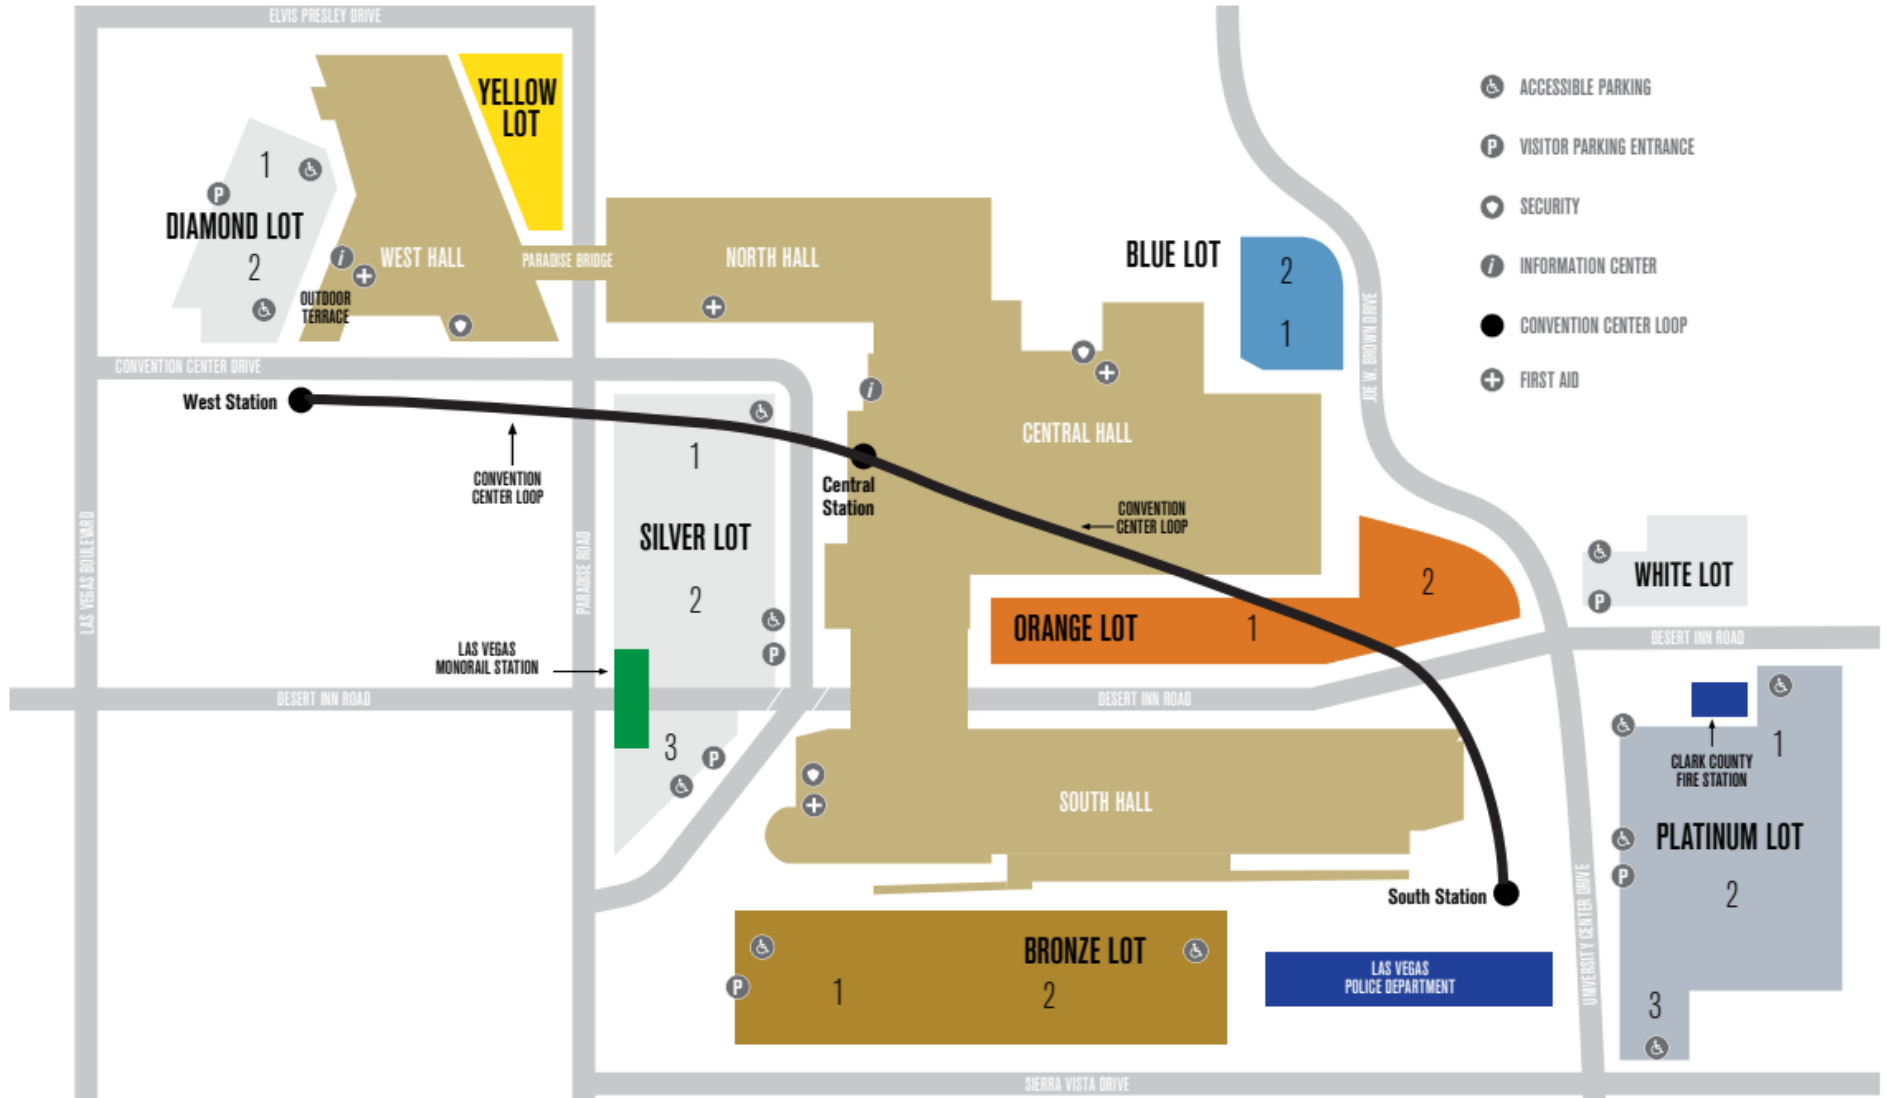 ELVIS PRESLEY DRIVE
YELLOW
LOT
ACCESSIBLE PARKING
P
VISITOR PARKING ENTRANCE
SECURITY
i
INFORMATION CENTER
CONVENTION CENTER LOOP
FIRST AID
1
P
DIAMOND LOT
2
i
WEST HALL
OUTDOOR
TERRACE
PARADISE BRIDGE
NORTH HALL
BLUE LOT
2
1
JOE W. BROWN DRIVE
CONVENTION CENTER DRIVE
West Station
CONVENTION
CENTER LOOP
LAS VEGAS BOULEVARD
PARADISE ROAD
i
1
SILVER LOT
2
P
3
P
Central
Station
CENTRAL HALL
CONVENTION
CENTER LOOP
ORANGE LOT
1
2
P
WHITE LOT
DESERT INN ROAD
LAS VEGAS
MONORAIL STATION
DESERT INN ROAD
DESERT INN ROAD
SOUTH HALL
South Station
1
CLARK COUNTY
FIRE STATION
PLATINUM LOT
P
2
3
UNIVERSITY CENTER DRIVE
BRONZE LOT
P
1
2
LAS VEGAS
POLICE DEPARTMENT
SIERRA VISTA DRIVE